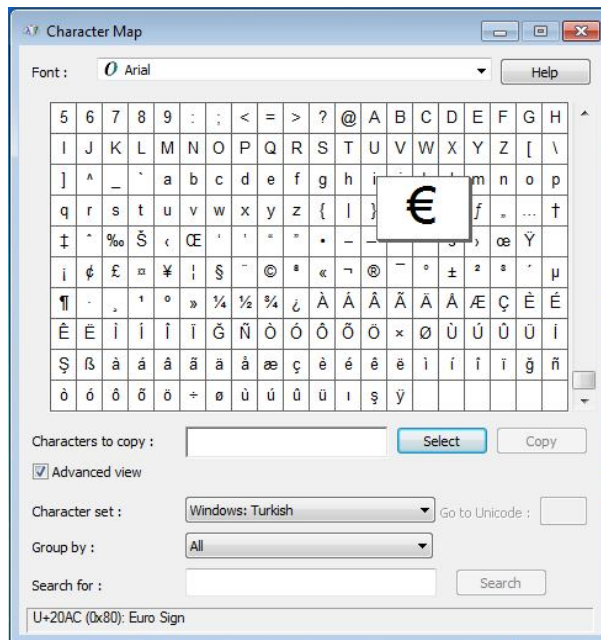 Character Map
Font : O Arial Help
5 6 7 8 9 : ; < = > ? @ A B C D E F G H
I J K L M N O P Q R S T U V W X Y Z [ \
] ^ _ ` a b c d e f g h i m n o p
q r s t u v w x y z { | } € ƒ „ … †
‡ ˆ ‰ Š ‹ Œ ‘ ’ “ ” • – › œ Ÿ
¡ ¢ £ ¤ ¥ ¦ § ¨ © ª « ¬ ® ¯ ° ± ² ³ ´ µ
¶ · ¸ ¹ º » ¼ ½ ¾ ¿ À Á Â Ã Ä Å Æ Ç È É
Ê Ë Ì Í Î Ï Ğ Ñ Ò Ó Ô Õ Ö × Ø Ù Ú Û Ü İ
Ş ß à á â ã ä å æ ç è é ê ë ì í î ï ğ ñ
ò ó ô õ ö ÷ ø ù ú û ü ı ş ÿ
Characters to copy : Select Copy
Advanced view
Character set : Windows: Turkish Go to Unicode :
Group by : All
Search for : Search
U+20AC (0x80): Euro Sign